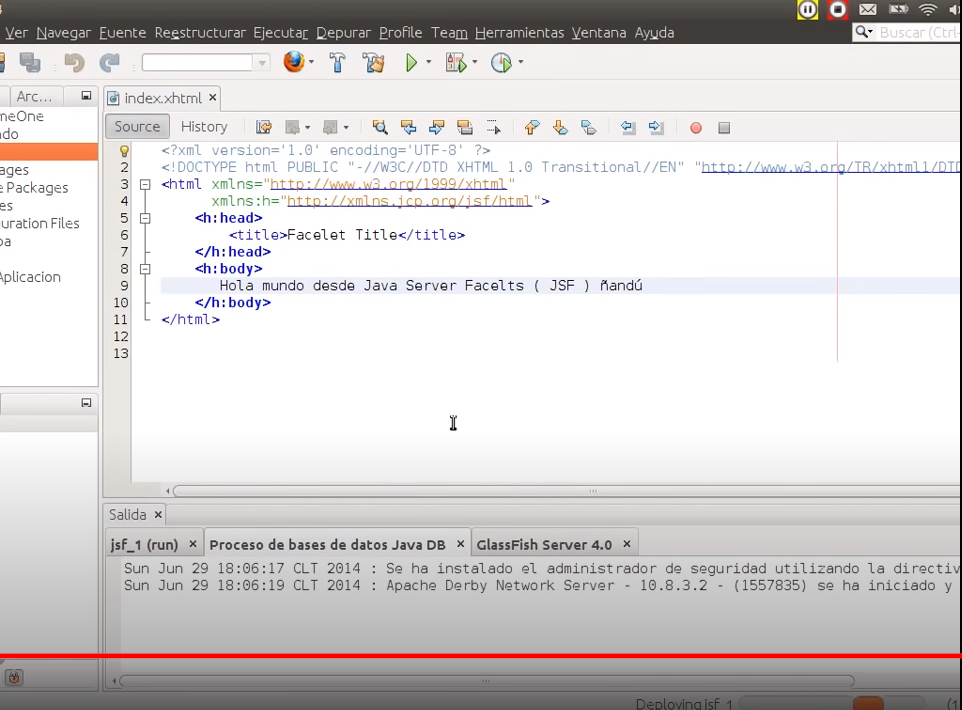 Ver Navegar Fuente Reestructurar Ejecutar Depurar Profile Team Herramientas Ventana Ayuda
Buscar (Ctrl-
Arc... index.xhtml
meOne
ndo
Source History
ages
e Packages
es
uration Files
pa
Aplicacion
1 <?xml version='1.0' encoding='UTF-8' ?>
2 <!DOCTYPE html PUBLIC "-//W3C//DTD XHTML 1.0 Transitional//EN" "http://www.w3.org/TR/xhtml1/DTD
3 <html xmlns="http://www.w3.org/1999/xhtml"
4 xmlns:h="http://xmlns.jcp.org/jsf/html">
5 <h:head>
6 <title>Facelet Title</title>
7 </h:head>
8 <h:body>
9 Hola mundo desde Java Server Facelts ( JSF ) ñandú
10 </h:body>
11 </html>
12
13
Salida
jsf_1 (run) Proceso de bases de datos Java DB GlassFish Server 4.0
Sun Jun 29 18:06:17 CLT 2014 : Se ha instalado el administrador de seguridad utilizando la directiv
Sun Jun 29 18:06:19 CLT 2014 : Apache Derby Network Server - 10.8.3.2 - (1557835) se ha iniciado y
Deploying jsf_1 (1